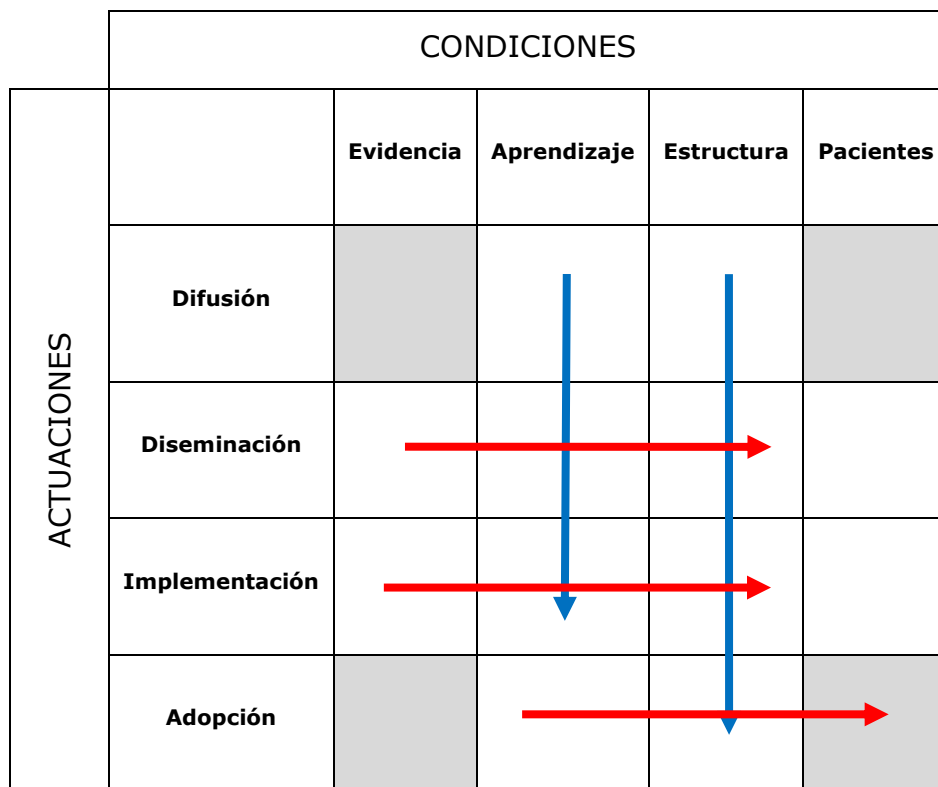 CONDICIONES
Evidencia
Aprendizaje
Estructura
Pacientes
ACTUACIONES
Difusión
Diseminación
Implementación
Adopción